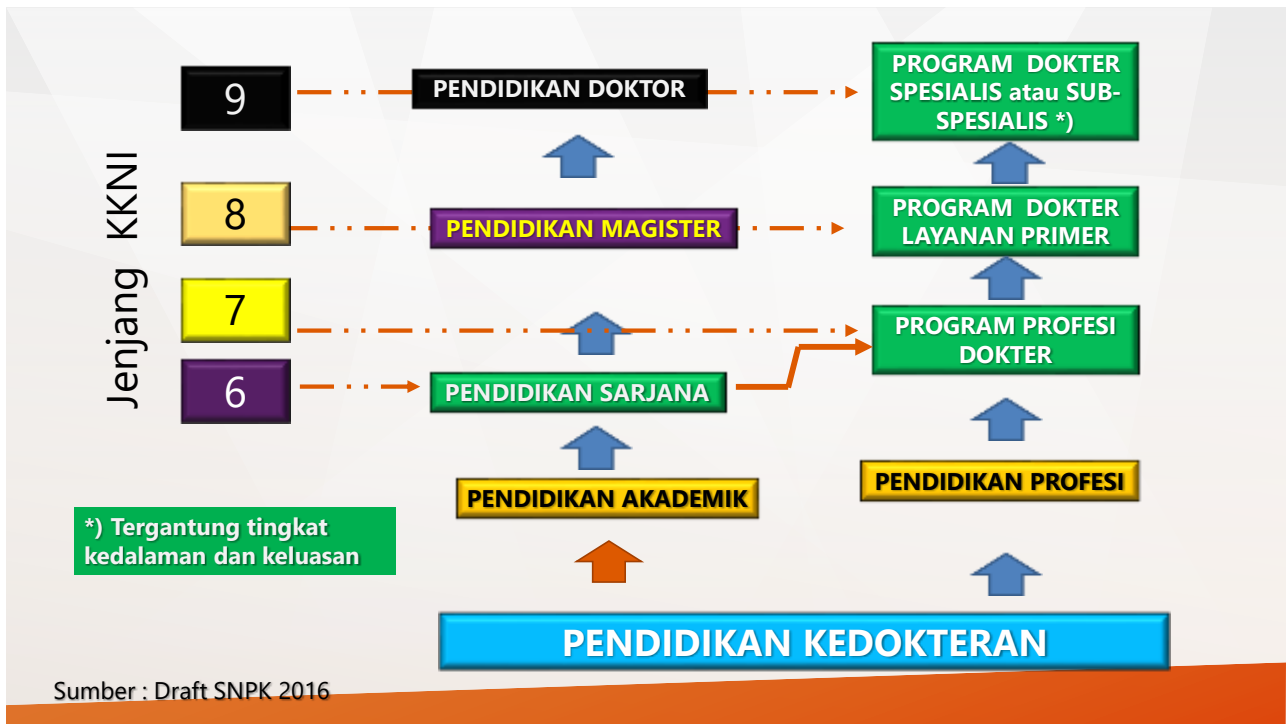 9
PENDIDIKAN DOKTOR
PROGRAM DOKTER
SPESIALIS atau SUB-
SPESIALIS *)
Jenjang KKNI
8
PENDIDIKAN MAGISTER
PROGRAM DOKTER
LAYANAN PRIMER
7
PROGRAM PROFESI
DOKTER
6
PENDIDIKAN SARJANA
PENDIDIKAN AKADEMIK
PENDIDIKAN PROFESI
*) Tergantung tingkat
kedalaman dan keluasan
PENDIDIKAN KEDOKTERAN
Sumber : Draft SNPK 2016